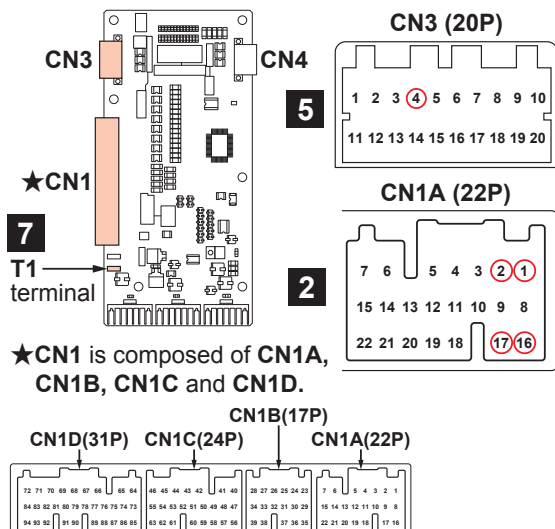 CN3 (20P)
CN3
CN4
5
1 2 3 4 5 6 7 8 9 10
11 12 13 14 15 16 17 18 19 20
★CN1
CN1A (22P)
7
T1
terminal
2
7 6 5 4 3 2 1
15 14 13 12 11 10 9 8
22 21 20 19 18 17 16
★CN1 is composed of CN1A,
CN1B, CN1C and CN1D.
CN1B(17P)
CN1D(31P) CN1C(24P) CN1A(22P)
72 71 70 69 68 67 66 65 64 46 45 44 43 42 41 40 28 27 26 25 24 23 7 6 5 4 3 2 1
84 83 82 81 80 79 78 77 76 75 74 73 55 54 53 52 51 50 49 48 47 34 33 32 31 30 29 15 14 13 12 11 10 9 8
94 93 92 91 90 89 88 87 86 85 63 62 61 60 59 58 57 56 39 38 37 36 35 22 21 20 19 18 17 16